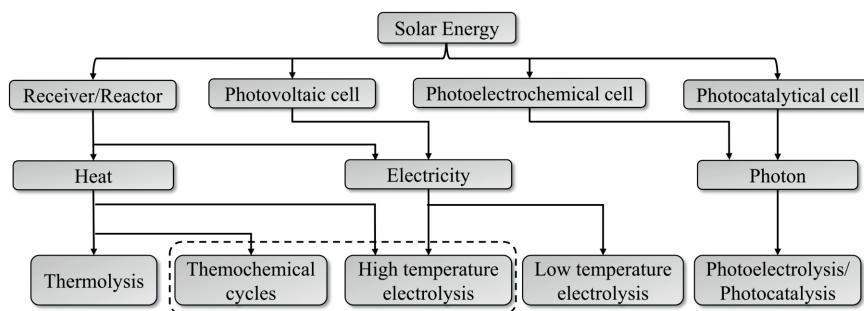 Solar Energy
Receiver/Reactor
Photovoltaic cell
Photoelectrochemical cell
Photocatalytical cell
Heat
Electricity
Photon
Thermolysis
Themochemical
cycles
High temperature
electrolysis
Low temperature
electrolysis
Photoelectrolysis/
Photocatalysis